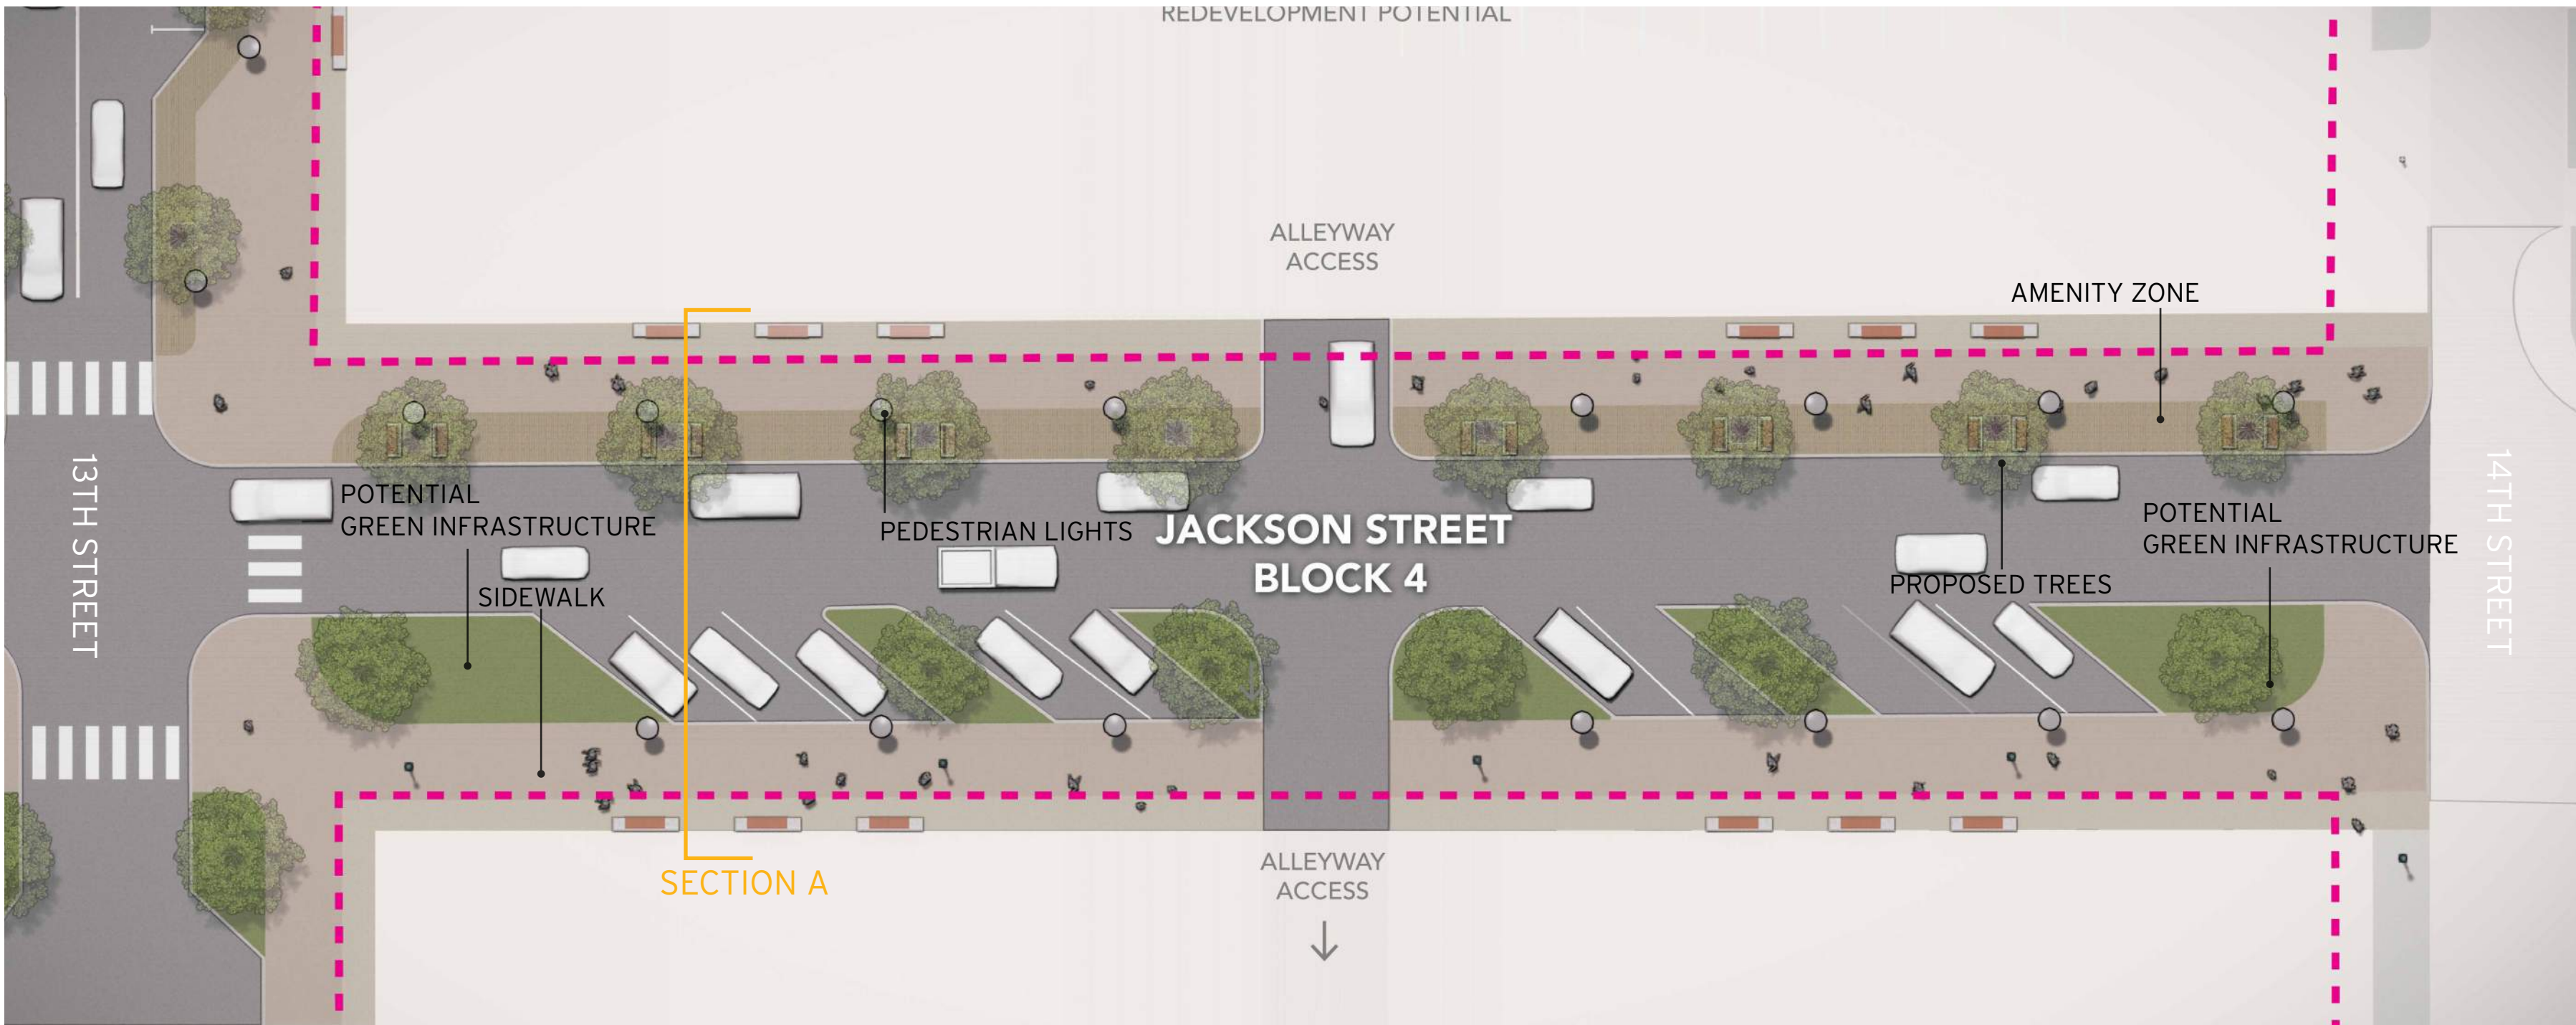 REDEVELOPMENT POTENTIAL
ALLEYWAY
ACCESS
AMENITY ZONE
13TH STREET
POTENTIAL
GREEN INFRASTRUCTURE
SIDEWALK
PEDESTRIAN LIGHTS
JACKSON STREET
BLOCK 4
PROPOSED TREES
POTENTIAL
GREEN INFRASTRUCTURE
14TH STREET
SECTION A
ALLEYWAY
ACCESS